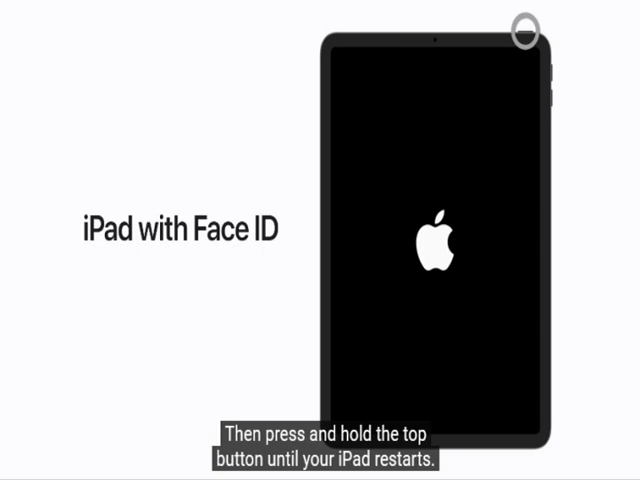 iPad with Face ID
Then press and hold the top
button until your iPad restarts.